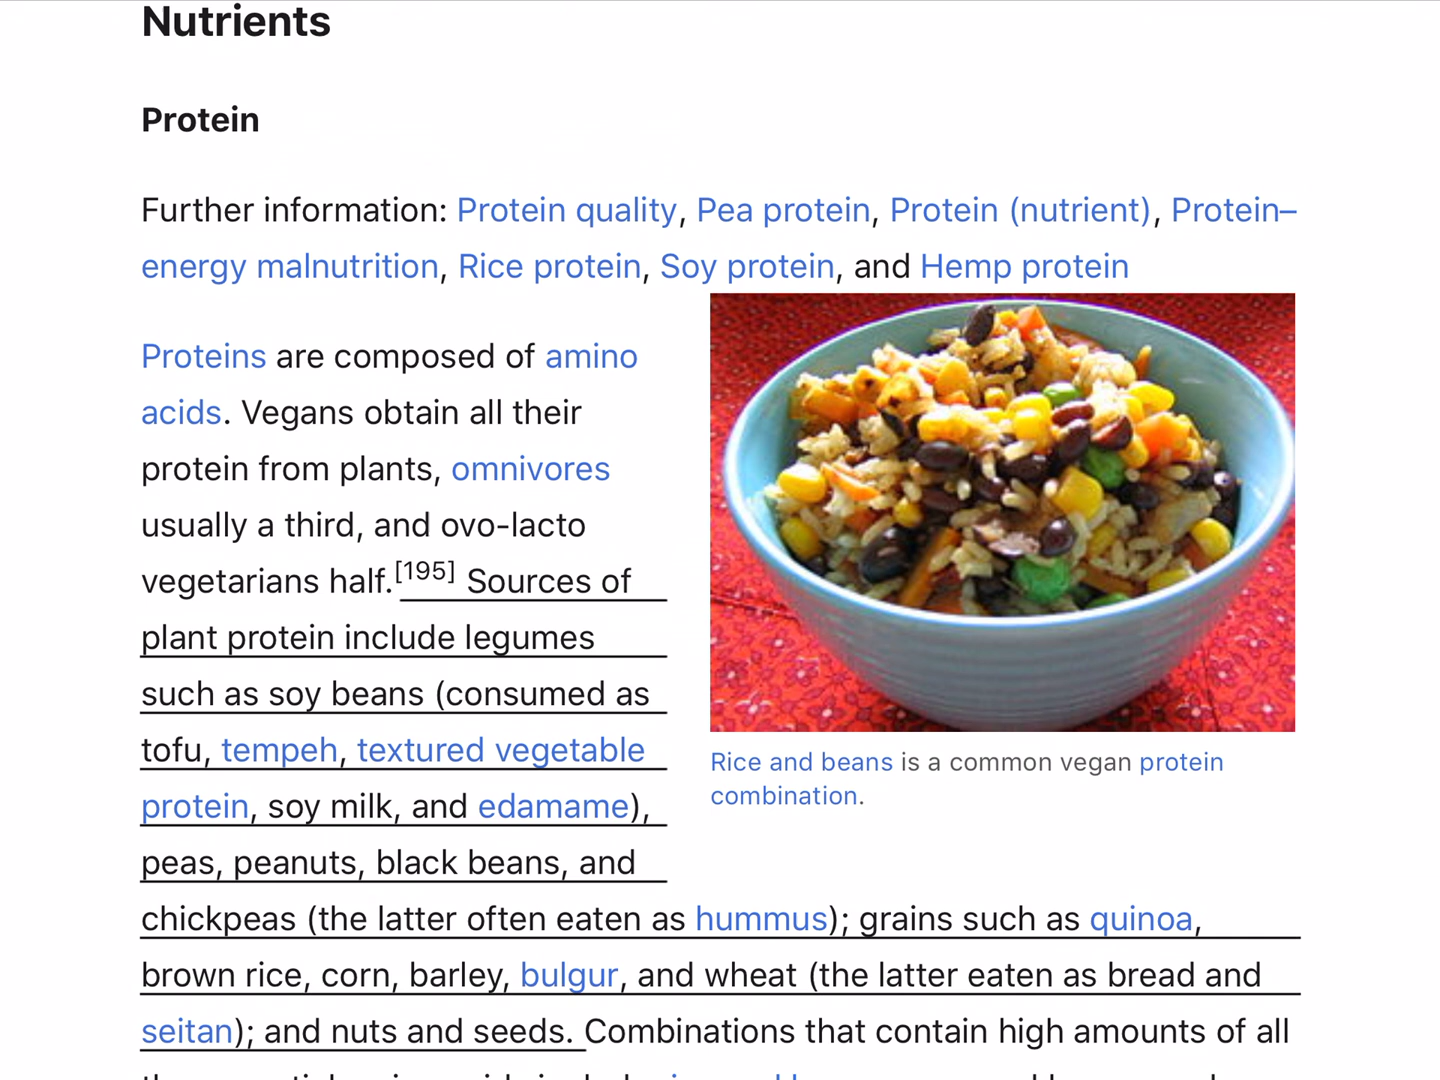 Nutrients
Protein
Further information: Protein quality, Pea protein, Protein (nutrient), Protein–
energy malnutrition, Rice protein, Soy protein, and Hemp protein
Proteins are composed of amino
acids. Vegans obtain all their
protein from plants, omnivores
usually a third, and ovo-lacto
vegetarians half.[195] Sources of
plant protein include legumes
such as soy beans (consumed as
tofu, tempeh, textured vegetable
protein, soy milk, and edamame),
peas, peanuts, black beans, and
Rice and beans is a common vegan protein
combination.
chickpeas (the latter often eaten as hummus); grains such as quinoa,
brown rice, corn, barley, bulgur, and wheat (the latter eaten as bread and
seitan); and nuts and seeds. Combinations that contain high amounts of all